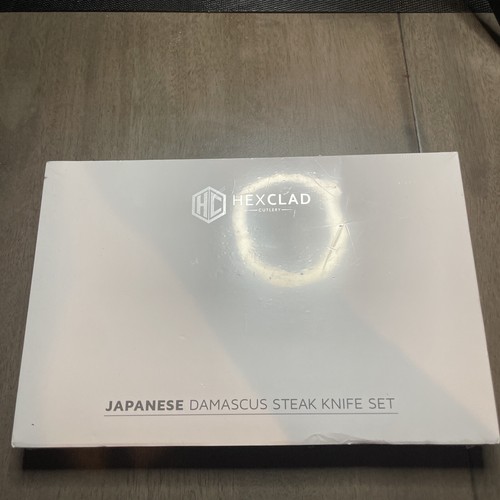 HC HEXCLAD
CUTLERY
JAPANESE DAMASCUS STEAK KNIFE SET